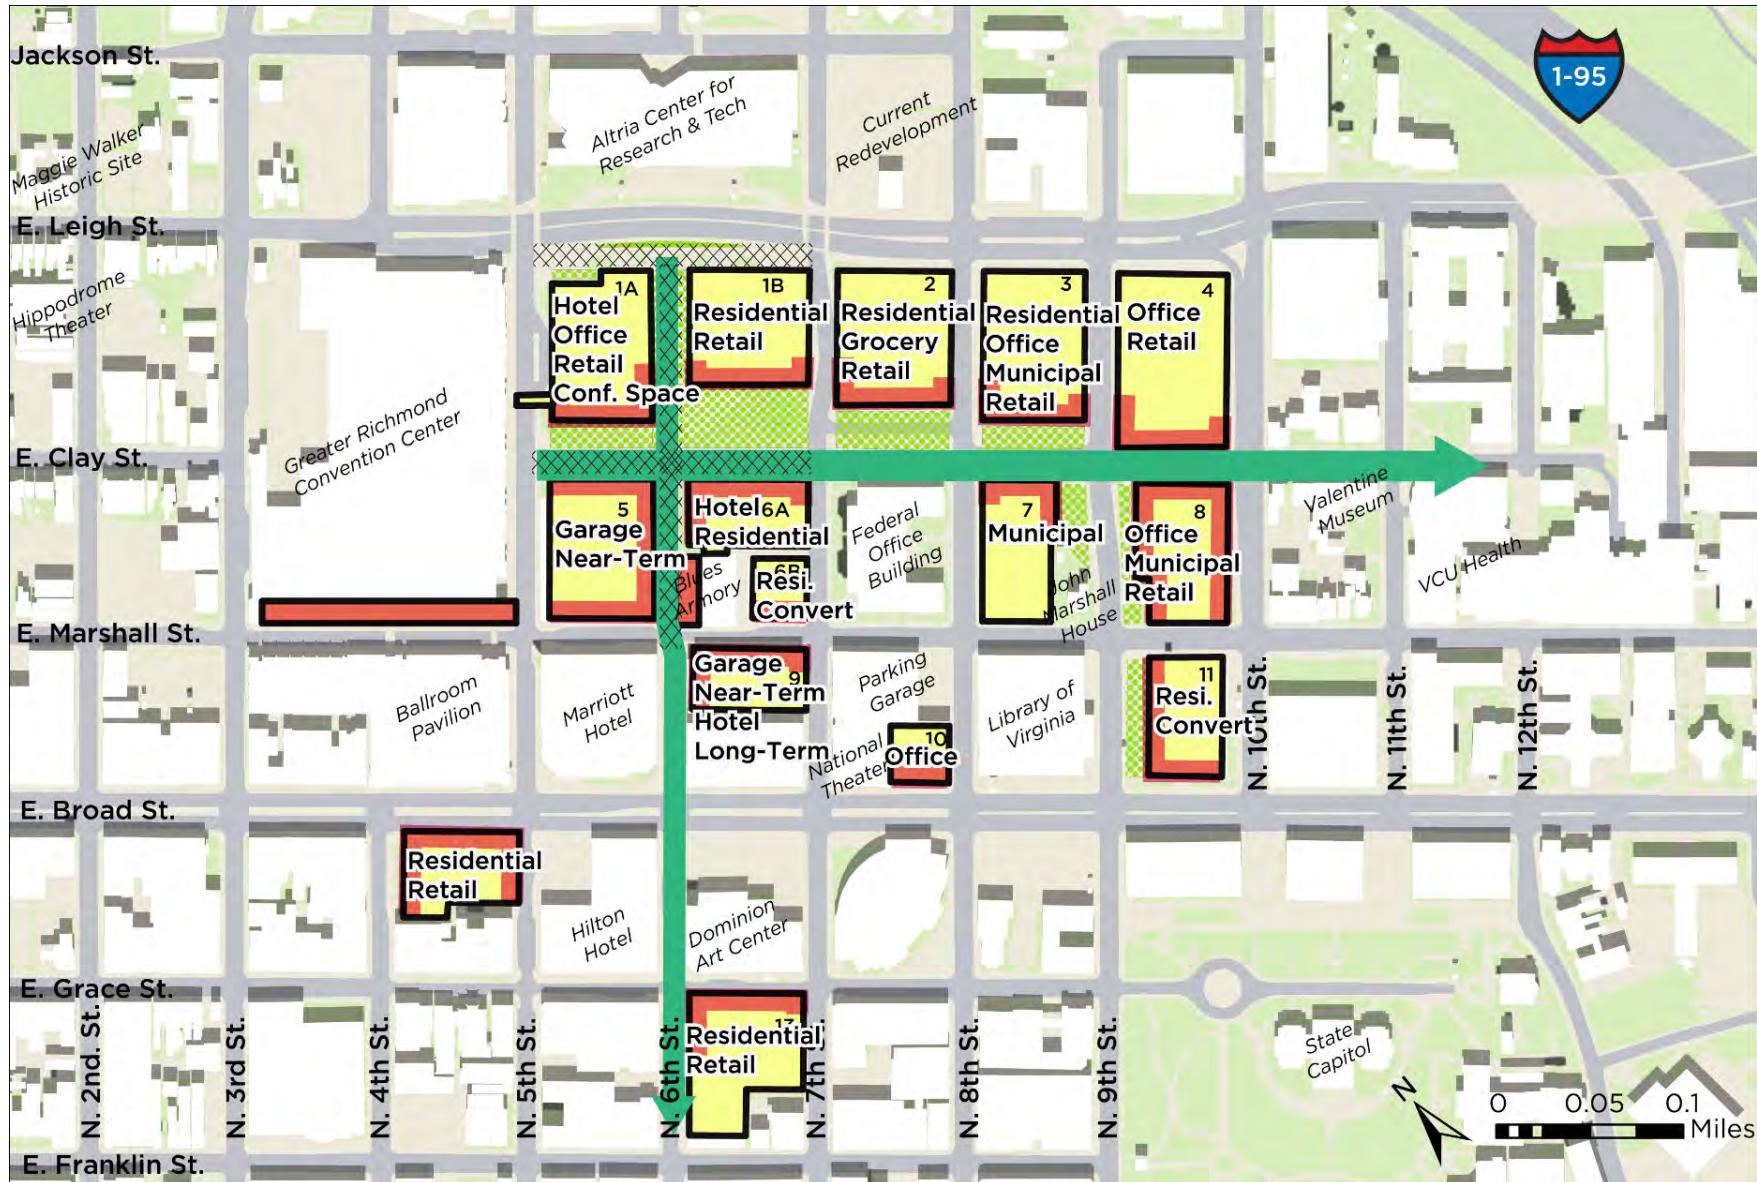 Jackson St.
1-95
Altria Center for
Research & Tech
Current
Redevelopment
Maggie Walker
Historic Site
E. Leigh St.
Hippodrome
Theater
1A
Hotel
Office
Retail
Conf. Space
1B
Residential
Retail
2
Residential
Grocery
Retail
3
Residential
Office
Municipal
Retail
4
Office
Retail
Greater Richmond
Convention Center
E. Clay St.
5
Garage
Near-Term
Hotel 6A
Residential
Blues
Armory
6B
Resi.
Convert
Federal
Office
Building
7
Municipal
John
Marshall
House
8
Office
Municipal
Retail
Valentine
Museum
VCU Health
E. Marshall St.
Ballroom
Pavilion
Marriott
Hotel
Garage
9
Near-Term
Hotel
Long-Term
Parking
Garage
National
Theater
10
Office
Library of
Virginia
11
Resi.
Convert
N. 10th St.
N. 11th St.
N. 12th St.
E. Broad St.
Residential
Retail
Hilton
Hotel
Dominion
Art Center
E. Grace St.
Residential
Retail
State
Capitol
N. 2nd. St.
N. 3rd St.
N. 4th St.
N. 5th St.
N. 6th St.
N. 7th St.
N. 8th St.
N. 9th St.
N
0 0.05 0.1
Miles
E. Franklin St.